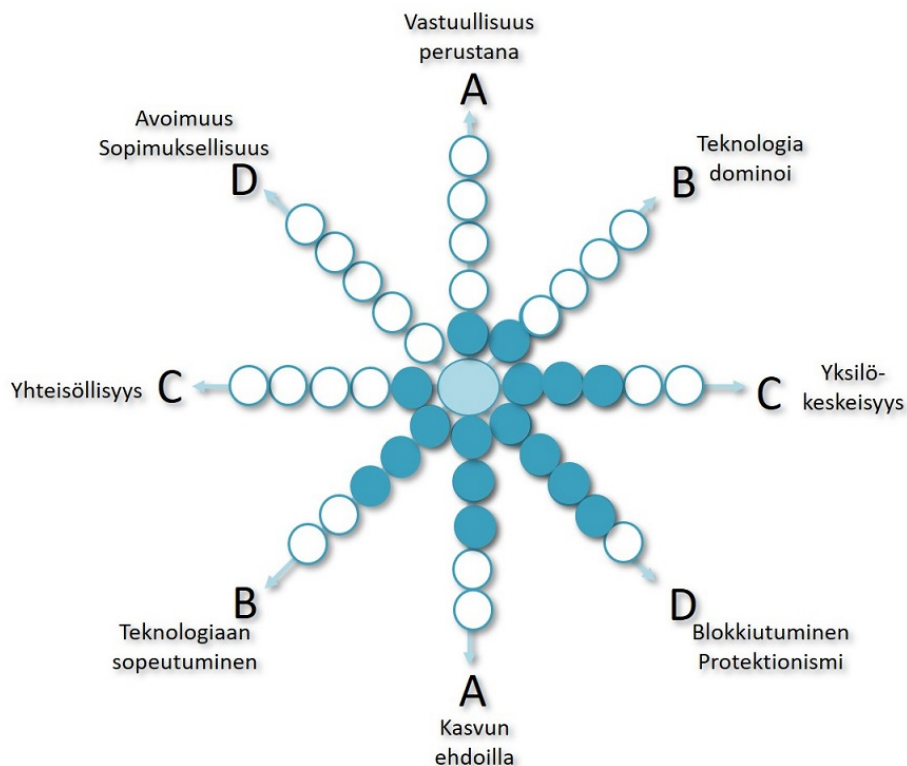 Vastuullisuus
perustana
A
Avoimuus
Sopimuksellisuus
D
Teknologia
dominoi
B
Yhteisöllisyys
C
C
Yksilö-
keskeisyys
B
Teknologiaan
sopeutuminen
D
Blokkiutuminen
Protektionismi
A
Kasvun
ehdoilla